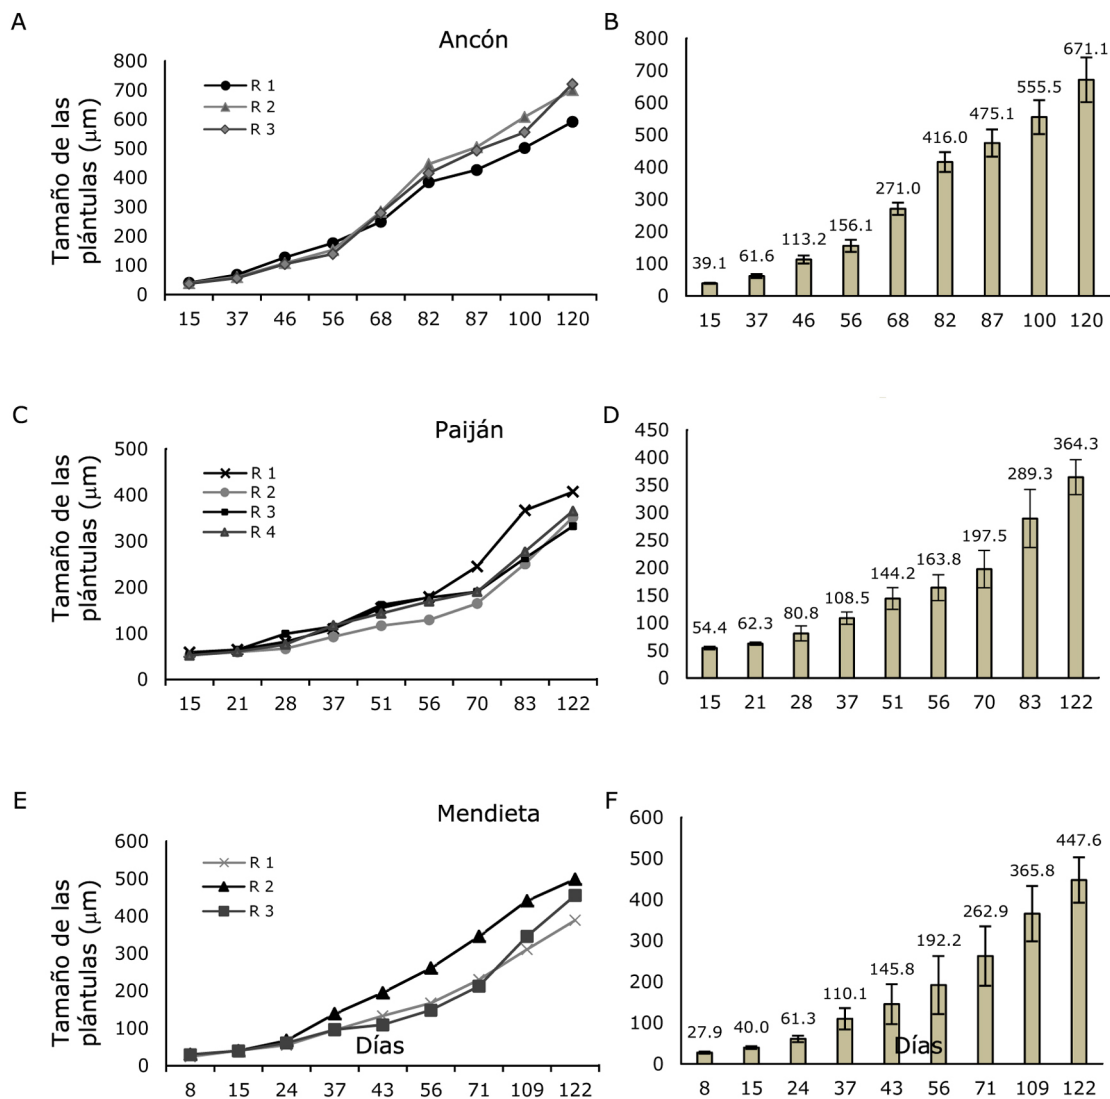 A
Ancón
Tamaño de las
plántulas (µm)
800
700
600
500
400
300
200
100
0
R 1
R 2
R 3
15 37 46 56 68 82 87 100 120
B
800
700
600
500
400
300
200
100
0
39.1
61.6
113.2
156.1
271.0
416.0
475.1
555.5
671.1
15 37 46 56 68 82 87 100 120
C
Paiján
Tamaño de las
plántulas (µm)
500
400
300
200
100
0
R 1
R 2
R 3
R 4
15 21 28 37 51 56 70 83 122
D
450
400
350
300
250
200
150
100
50
0
54.4
62.3
80.8
108.5
144.2
163.8
197.5
289.3
364.3
15 21 28 37 51 56 70 83 122
E
Mendieta
Tamaño de las
plántulas (µm)
600
500
400
300
200
100
0
R 1
R 2
R 3
Días
8 15 24 37 43 56 71 109 122
F
600
500
400
300
200
100
0
27.9
40.0
61.3
110.1
145.8
192.2
262.9
365.8
447.6
Días
8 15 24 37 43 56 71 109 122